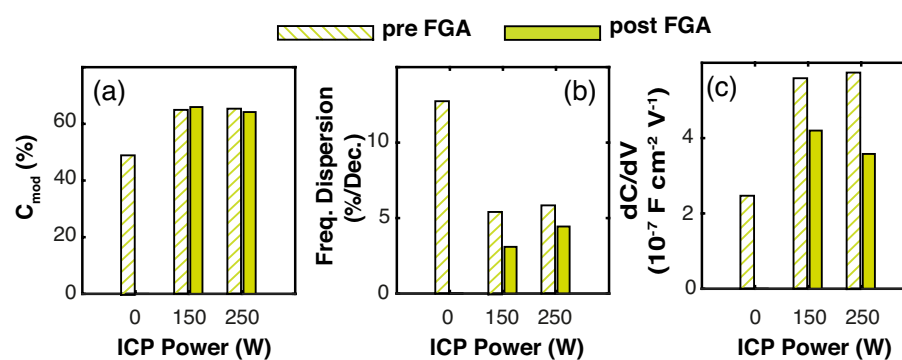 pre FGA post FGA
(a) (b) (c)
C_mod (%)
60
40
20
0
0 150 250
ICP Power (W)
Freq. Dispersion
(%/Dec.)
10
5
0
0 150 250
ICP Power (W)
dC/dV
(10⁻⁷ F cm⁻² V⁻¹)
4
2
0
0 150 250
ICP Power (W)